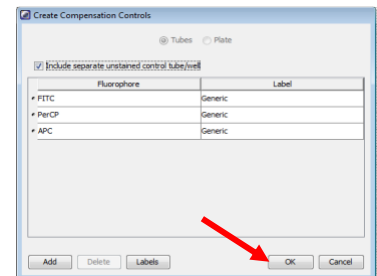 Create Compensation Controls
Tubes Plate
Include separate unstained control tube/well
Fluorophore Label
FITC Generic
PerCP Generic
APC Generic
Add Delete Labels OK Cancel